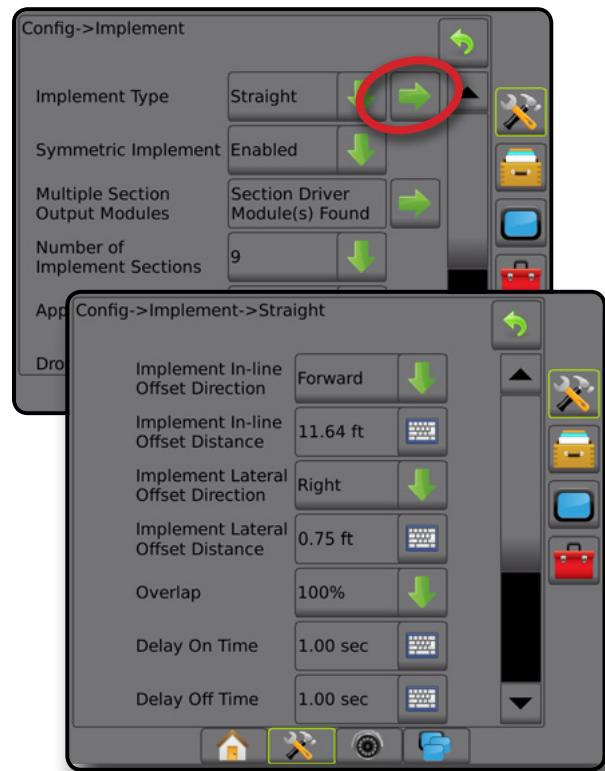 Config->Implement
Implement Type
Straight
Symmetric Implement
Enabled
Multiple Section
Output Modules
Section Driver
Module(s) Found
Number of
Implement Sections
9
App
Dro
Config->Implement->Straight
Implement In-line
Offset Direction
Forward
Implement In-line
Offset Distance
11.64 ft
Implement Lateral
Offset Direction
Right
Implement Lateral
Offset Distance
0.75 ft
Overlap
100%
Delay On Time
1.00 sec
Delay Off Time
1.00 sec